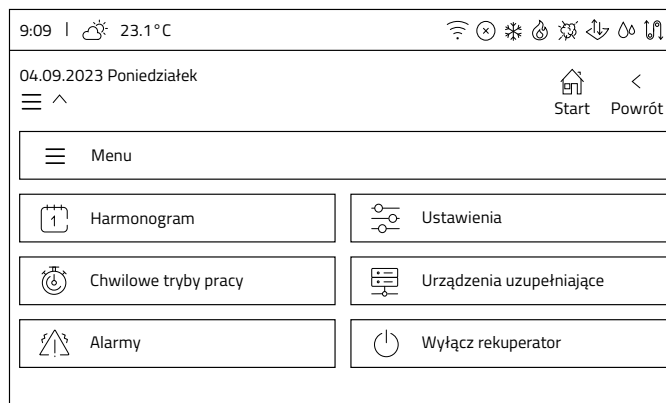 9:09 | 23.1°C
04.09.2023 Poniedziałek
Start Powrót
Menu
1 Harmonogram Ustawienia
Chwilowe tryby pracy Urządzenia uzupełniające
Alarmy Wyłącz rekuperator